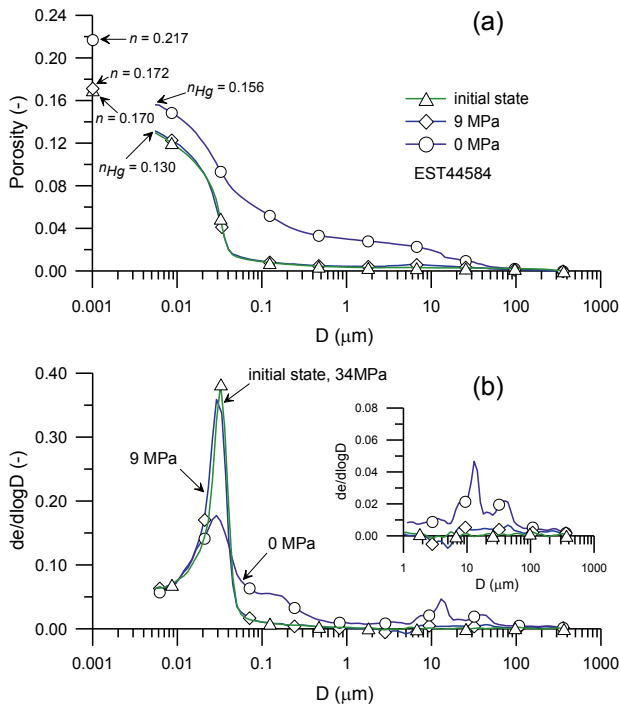 (a)
0.24
0.20
0.16
0.12
0.08
0.04
0.00
Porosity (-)
n = 0.217
n = 0.172
n = 0.170
nHg = 0.156
nHg = 0.130
initial state
9 MPa
0 MPa
EST44584
0.001 0.01 0.1 1 10 100 1000
D (μm)
(b)
0.40
0.30
0.20
0.10
0.00
de/dlogD (-)
initial state, 34MPa
9 MPa
0 MPa
0.08
0.06
0.04
0.02
0.00
de/dlogD (-)
1 10 100 1000
D (μm)
0.001 0.01 0.1 1 10 100 1000
D (μm)